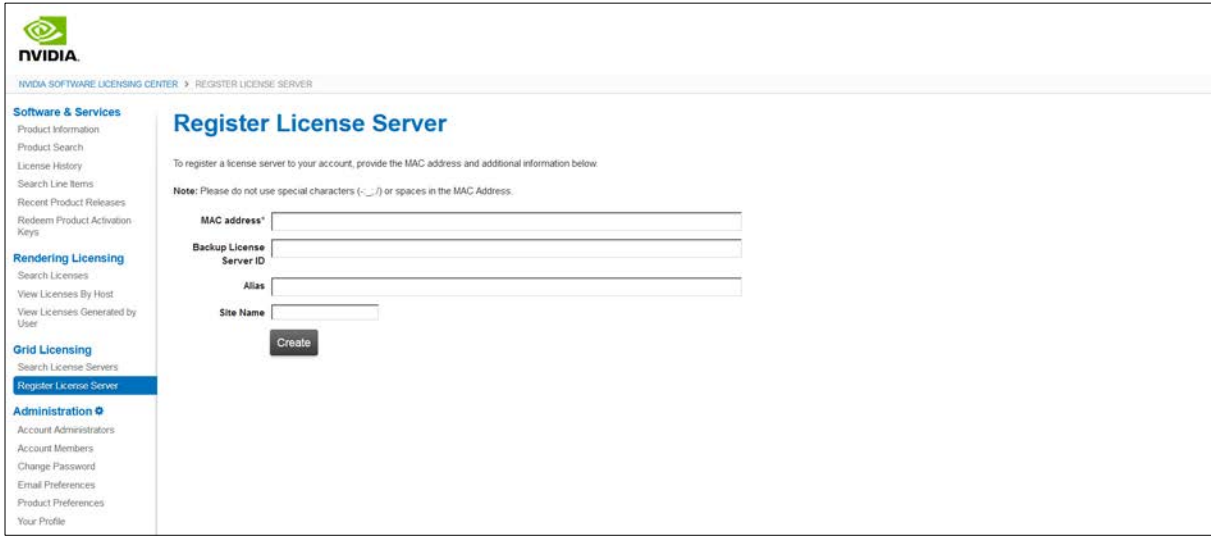 NVIDIA.
NVIDIA SOFTWARE LICENSING CENTER > REGISTER LICENSE SERVER
Software & Services
Product Information
Product Search
License History
Search Line Items
Recent Product Releases
Redeem Product Activation
Keys
Rendering Licensing
Search Licenses
View Licenses By Host
View Licenses Generated by
User
Grid Licensing
Search License Servers
Register License Server
Administration
Account Administrators
Account Members
Change Password
Email Preferences
Product Preferences
Your Profile
Register License Server
To register a license server to your account, provide the MAC address and additional information below.
Note: Please do not use special characters (-:_;./) or spaces in the MAC Address.
MAC address*
Backup License
Server ID
Alias
Site Name
Create